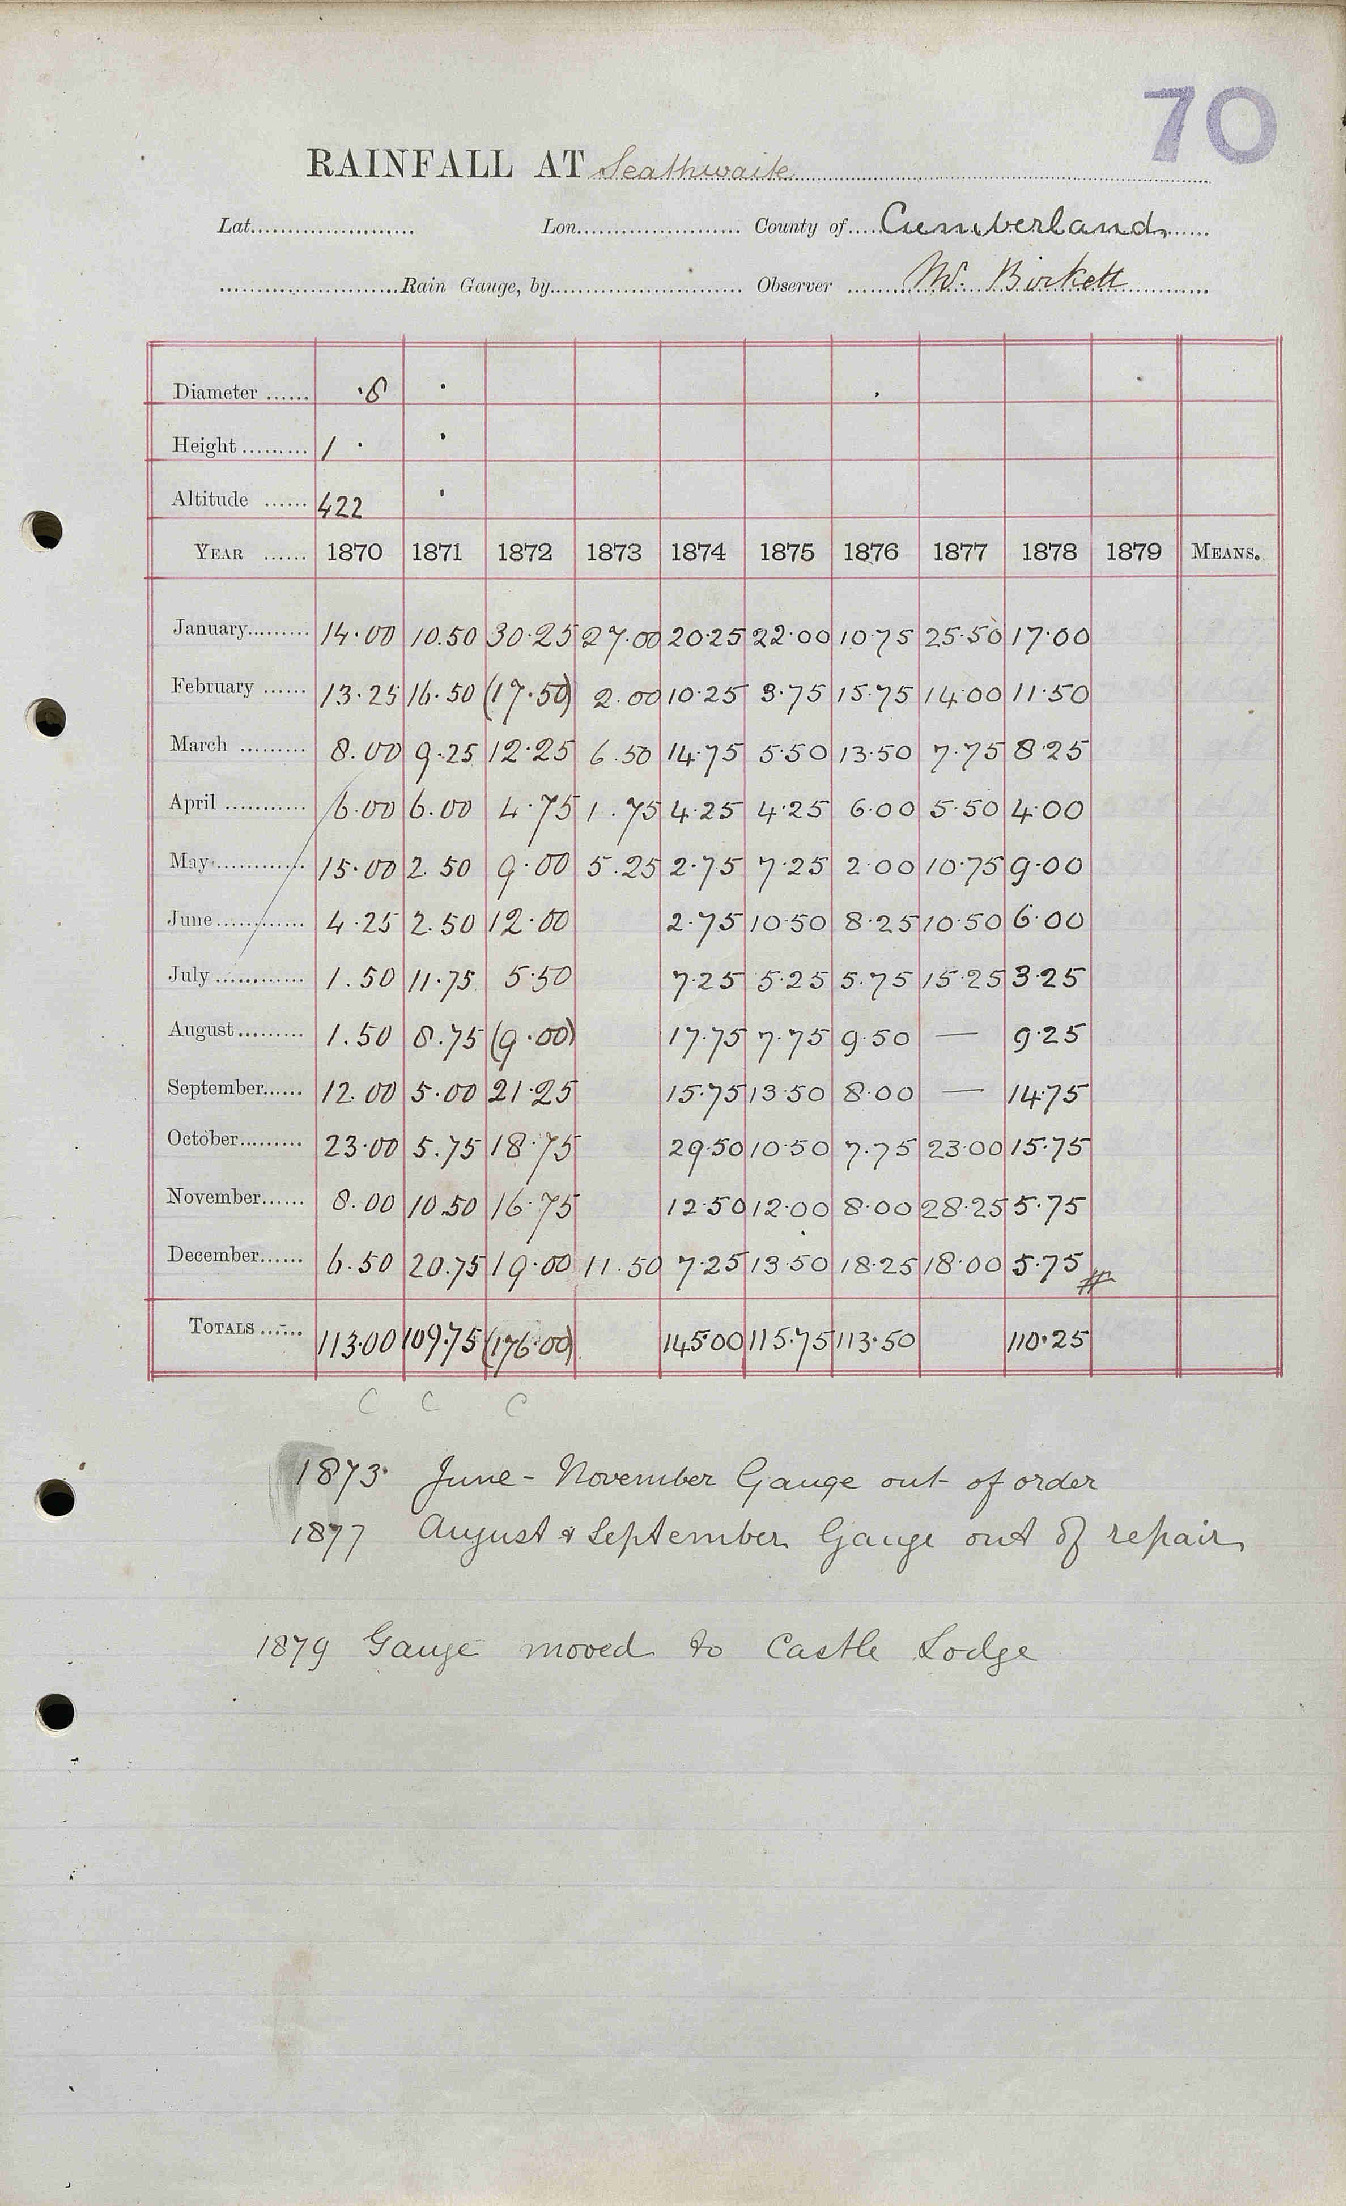 70
RAINFALL AT Seathwaite
Lat. Lon. County of Cumberland
Rain Gauge, by Observer W. Birkett
Diameter ·8
Height 1 ·
Altitude 422
YEAR 1870 1871 1872 1873 1874 1875 1876 1877 1878 1879 MEANS.
January 14·00 10.50 30·25 27·00 20·25 22·00 10·75 25·50 17·00
February 13·25 16·50 (17·50) 2·00 10·25 3·75 15·75 14·00 11·50
March 8·00 9·25 12·25 6·50 14·75 5·50 13·50 7·75 8·25
April 6·00 6·00 4·75 1·75 4·25 4·25 6·00 5·50 4·00
May 15·00 2.50 9·00 5·25 2·75 7·25 2·00 10·75 9·00
June 4·25 2.50 12·00 2·75 10·50 8·25 10·50 6·00
July 1.50 11·75 5·50 7·25 5·25 5·75 15·25 3·25
August 1.50 8.75 (9·00) 17·75 7·75 9·50 — 9·25
September 12.00 5·00 21·25 15·75 13·50 8·00 — 14·75
October 23·00 5.75 18·75 29·50 10·50 7·75 23·00 15·75
November 8·00 10.50 16·75 12·50 12·00 8·00 28·25 5·75
December 6.50 20.75 19·00 11·50 7·25 13·50 18·25 18·00 5·75
TOTALS 113·00 109·75 (176·00) 145·00 115·75 113·50 110·25
C C C
1873· June - November Gauge out of order
1877 August & September Gauge out of repair
1879 Gauge moved to Castle Lodge